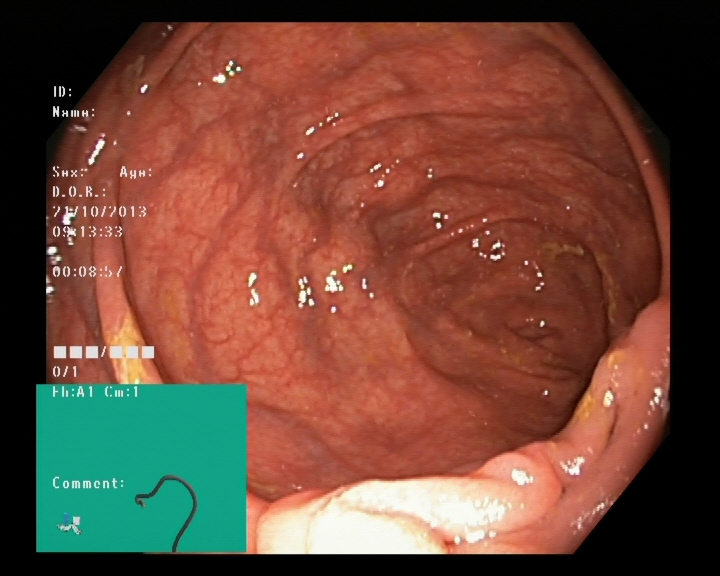 ID:
Name:
Sex: Age:
D.O.B.:
21/10/2013
09:13:33
00:08:57
■■■/■■■
0/1
Eh:A1 Cm:1
Comment: